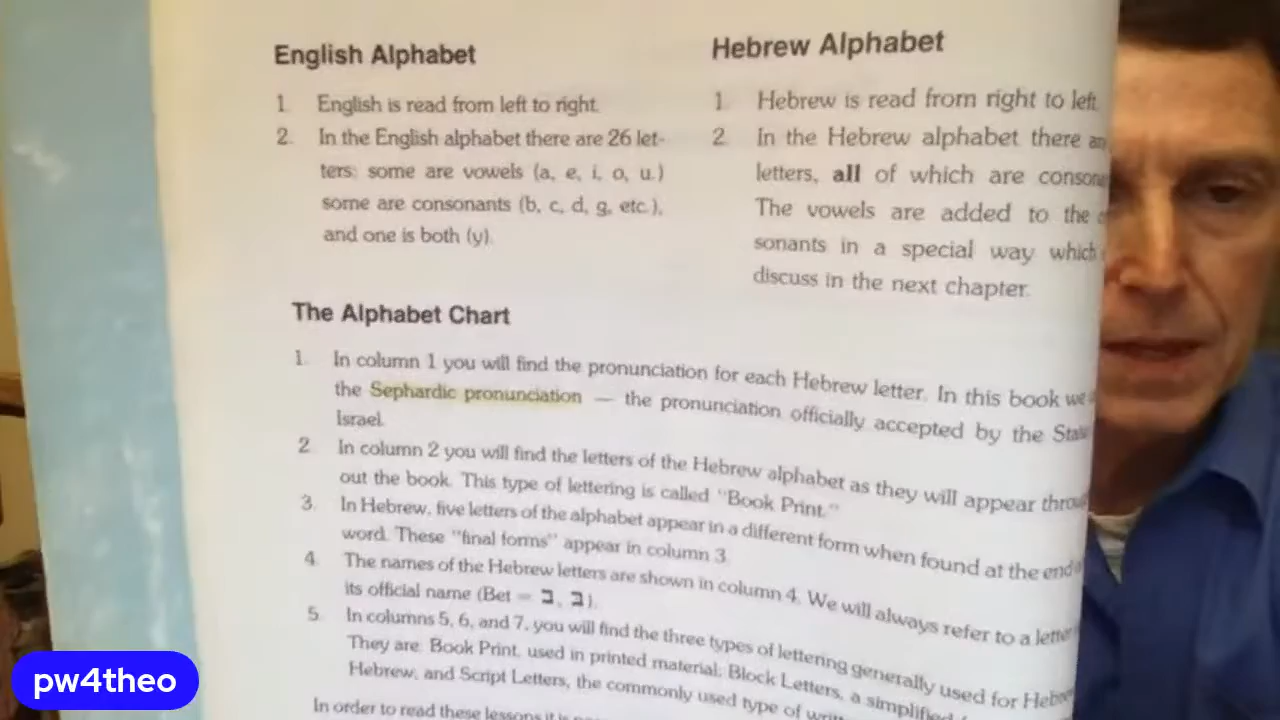 English Alphabet
1. English is read from left to right.
2. In the English alphabet there are 26 let-
ters: some are vowels (a, e, i, o, u.)
some are consonants (b, c, d, g, etc.),
and one is both (y).
Hebrew Alphabet
1. Hebrew is read from right to left.
2. In the Hebrew alphabet there
letters, all of which are
The vowels are added to the
sonants in a special way which
discuss in the next chapter.
The Alphabet Chart
1. In column 1 you will find the pronunciation for each Hebrew letter. In this book we
the Sephardic pronunciation — the pronunciation officially accepted by the
Israel.
2. In column 2 you will find the letters of the Hebrew alphabet as they will appear
out the book. This type of lettering is called "Book Print."
3. In Hebrew, five letters of the alphabet appear in a different form when found at the end
word. These "final forms" appear in column 3.
4. The names of the Hebrew letters are shown in column 4. We will always refer to a letter
its official name (Bet = ב, בּ).
5. In columns 5, 6, and 7, you will find the three types of lettering generally used for
They are: Book Print, used in printed material; Block Letters, a simplified
Hebrew, and Script Letters, the commonly used type of
In order to read these lessons it is
pw4theo